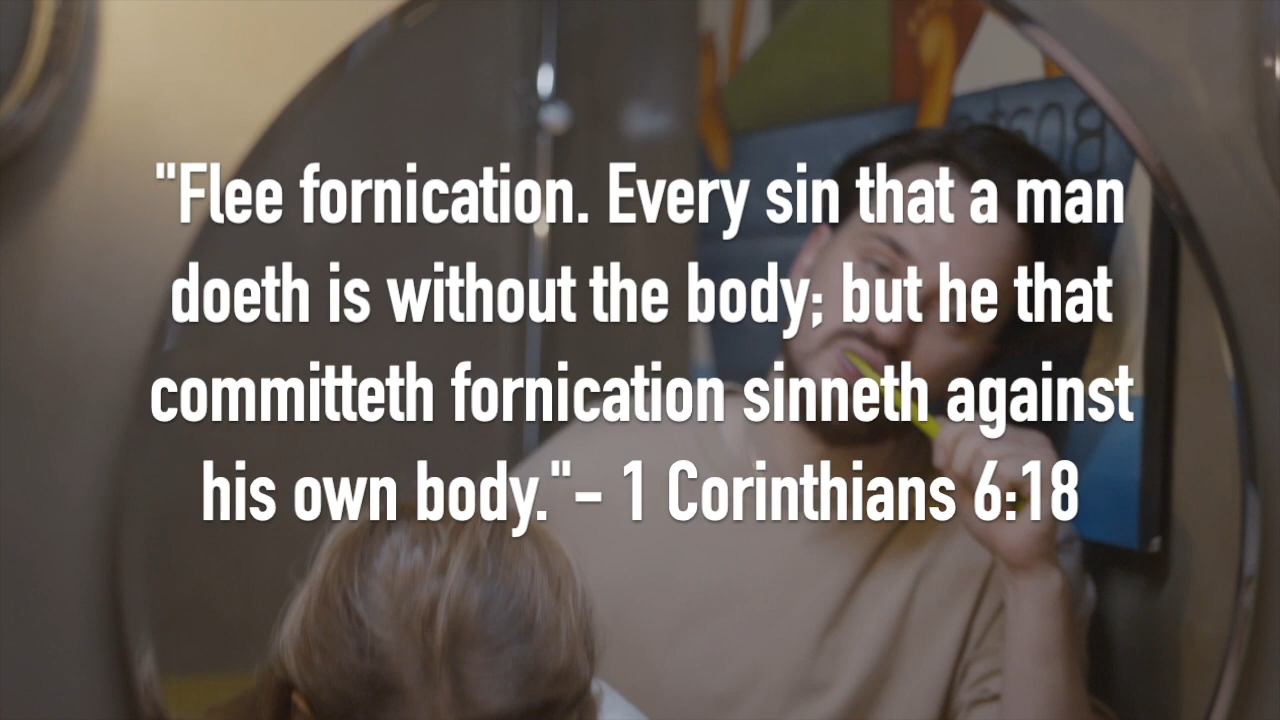 "Flee fornication. Every sin that a man
doeth is without the body; but he that
committeth fornication sinneth against
his own body."– 1 Corinthians 6:18